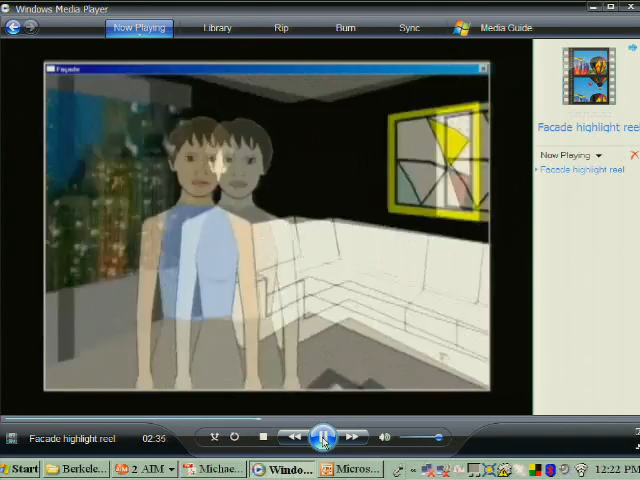 Windows Media Player
Now Playing
Library
Rip
Burn
Sync
Media Guide
Façade
Facade highlight reel
Now Playing
Facade highlight reel
Facade highlight reel
02:35
Start
Berkele...
2 AIM
Michae...
Windo...
Micros...
12:22 PM